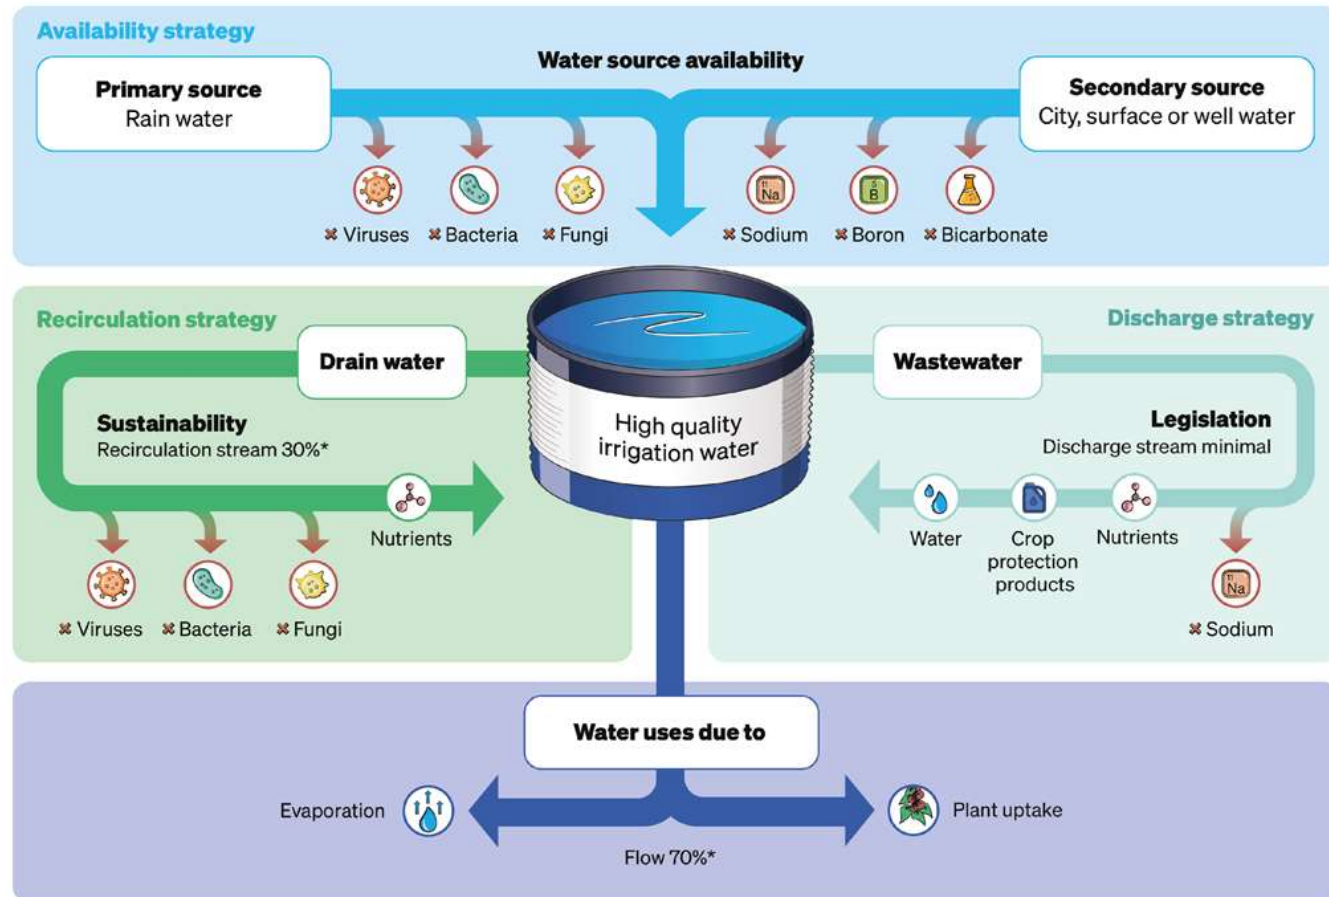 Availability strategy
Water source availability
Primary source
Rain water
Secondary source
City, surface or well water
11
Na
5
B
Viruses
Bacteria
Fungi
Sodium
Boron
Bicarbonate
Recirculation strategy
Drain water
Sustainability
Recirculation stream 30%*
Nutrients
Viruses
Bacteria
Fungi
High quality
irrigation water
Discharge strategy
Wastewater
Legislation
Discharge stream minimal
Water
Crop
protection
products
Nutrients
11
Na
Sodium
Water uses due to
Evaporation
Plant uptake
Flow 70%*